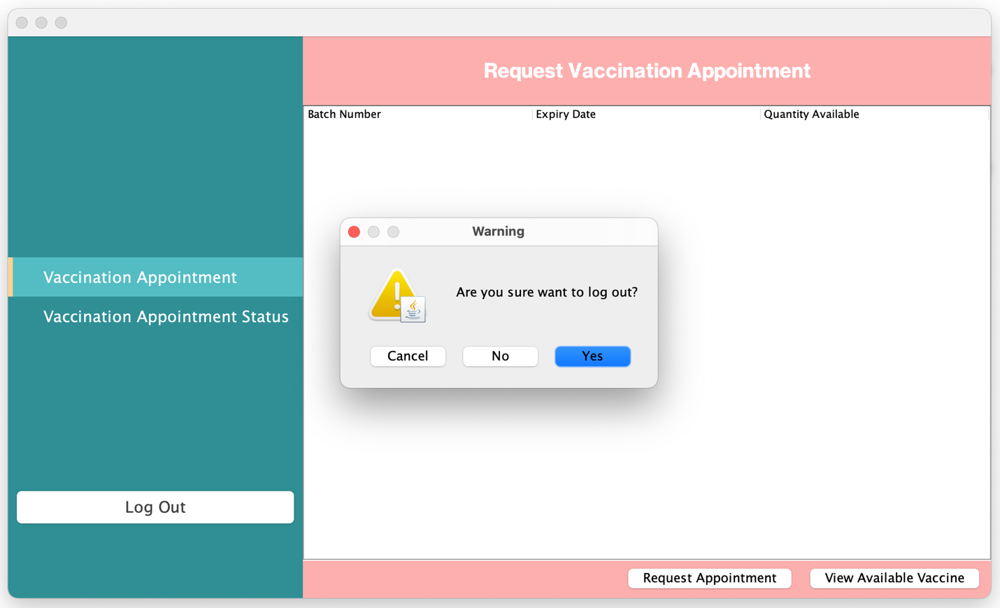 Request Vaccination Appointment
Batch Number
Expiry Date
Quantity Available
Warning
Are you sure want to log out?
Cancel
No
Yes
Vaccination Appointment
Vaccination Appointment Status
Log Out
Request Appointment
View Available Vaccine